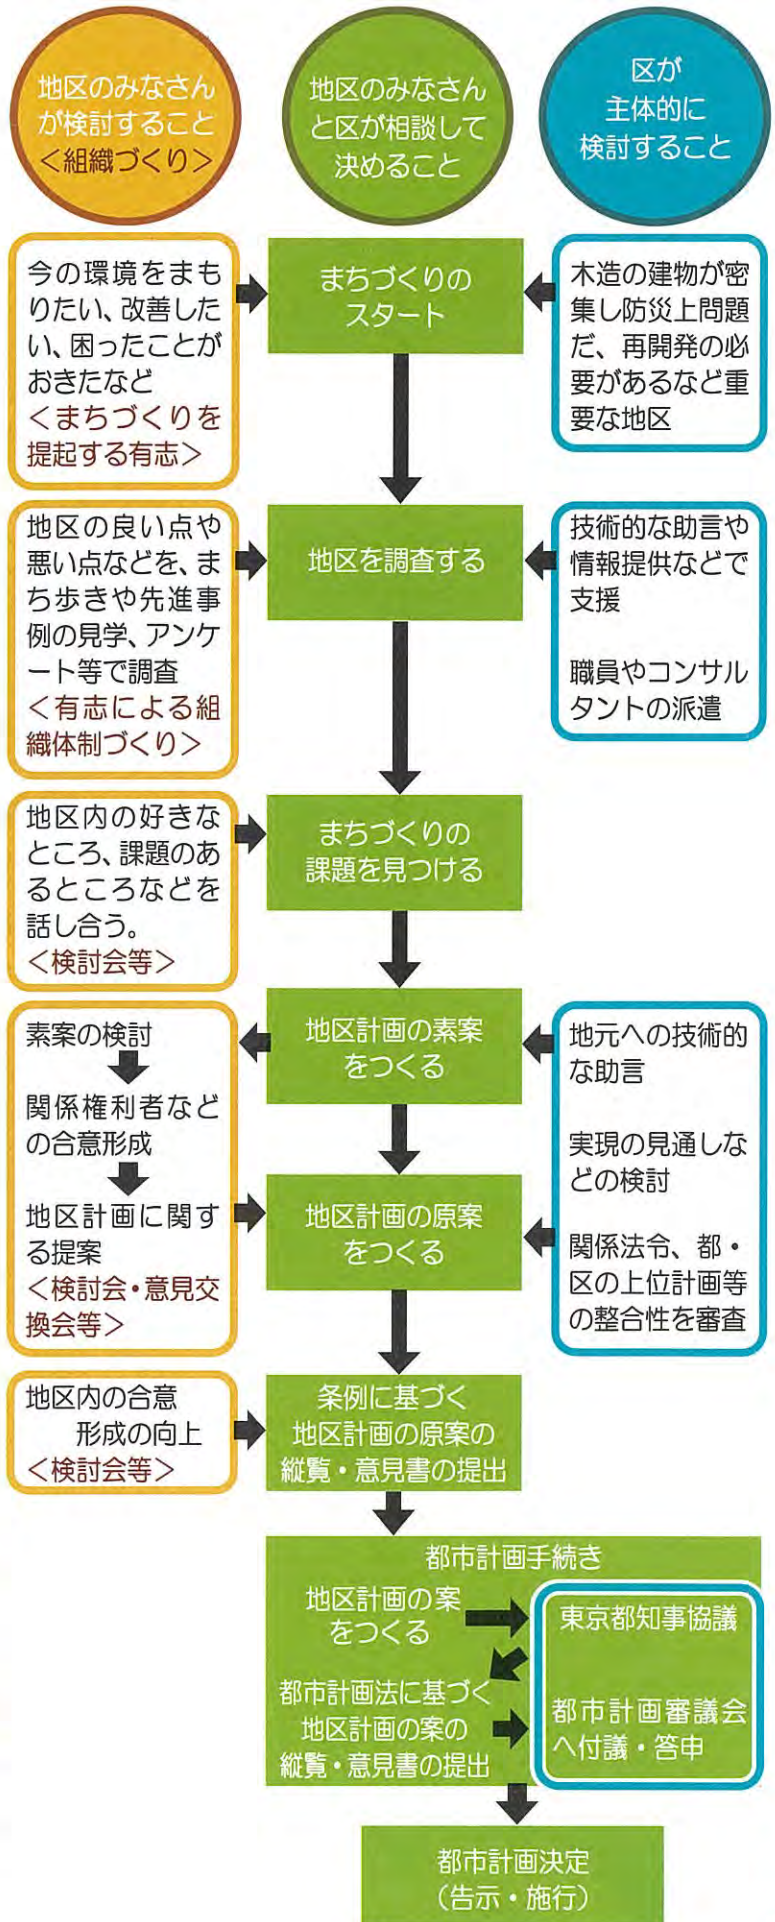 地区のみなさん
が検討すること
<組織づくり>
地区のみなさん
と区が相談して
決めること
区が
主体的に
検討すること
今の環境をまも
りたい、改善した
い、困ったことが
おきたなど
<まちづくりを
提起する有志>
まちづくりの
スタート
木造の建物が密
集し防災上問題
だ、再開発の必
要があるなど重
要な地区
地区の良い点や
悪い点などを、ま
ち歩きや先進事
例の見学、アンケ
ート等で調査
<有志による組
織体制づくり>
地区を調査する
技術的な助言や
情報提供などで
支援
職員やコンサル
タントの派遣
地区内の好きな
ところ、課題のあ
るところなどを
話し合う。
<検討会等>
まちづくりの
課題を見つける
素案の検討
関係権利者など
の合意形成
地区計画に関す
る提案
<検討会・意見交
換会等>
地区計画の素案
をつくる
地区計画の原案
をつくる
地元への技術的
な助言
実現の見通しな
どの検討
関係法令、都・
区の上位計画等
の整合性を審査
地区内の合意
形成の向上
<検討会等>
条例に基づく
地区計画の原案の
縦覧・意見書の提出
都市計画手続き
地区計画の案
をつくる
東京都知事協議
都市計画法に基づく
地区計画の案の
縦覧・意見書の提出
都市計画審議会
へ付議・答申
都市計画決定
(告示・施行)